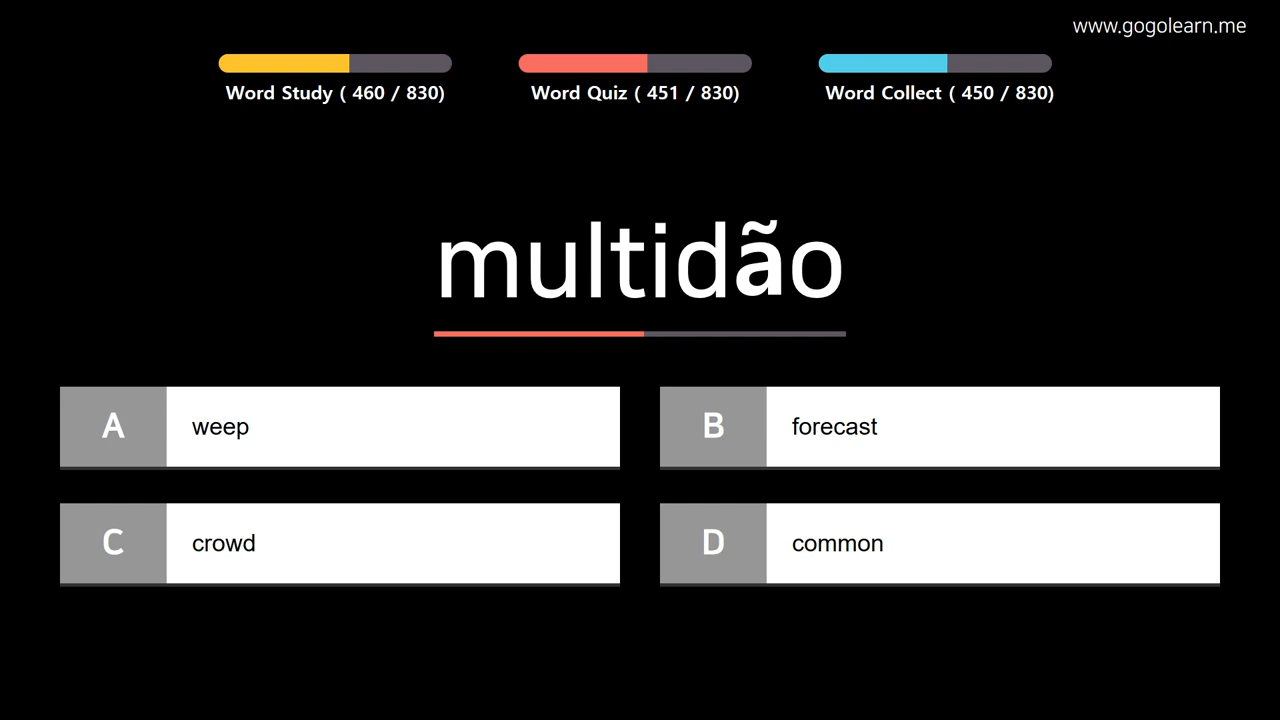 www.gogolearn.me
Word Study ( 460 / 830)
Word Quiz ( 451 / 830)
Word Collect ( 450 / 830)
multidão
A weep
B forecast
C crowd
D common